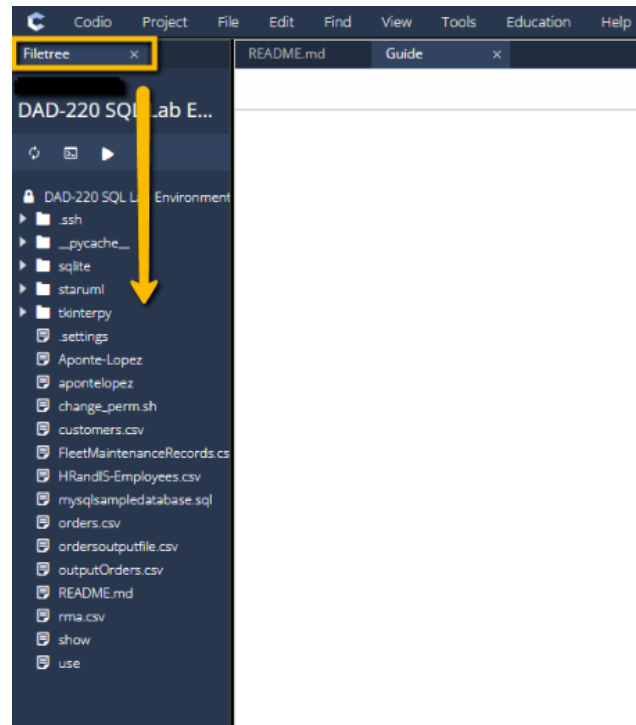 Codio Project File Edit Find View Tools Education Help
Filetree × README.md Guide ×
DAD-220 SQL Lab E...
DAD-220 SQL Lab Environment
.ssh
__pycache__
sqlite
staruml
tkinterpy
.settings
Aponte-Lopez
apontelopez
change_perm.sh
customers.csv
FleetMaintenanceRecords.cs
HRandIS-Employees.csv
mysqlsampledatabase.sql
orders.csv
ordersoutputfile.csv
outputOrders.csv
README.md
rma.csv
show
use